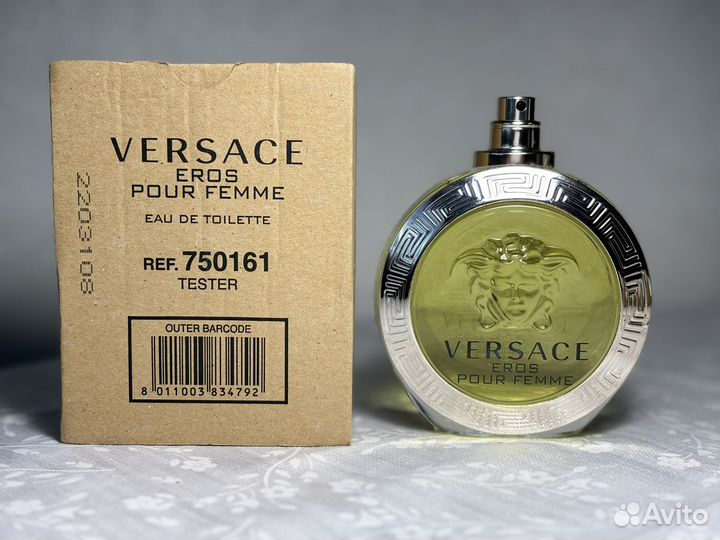 VERSACE
EROS
POUR FEMME
EAU DE TOILETTE
REF. 750161
TESTER
OUTER BARCODE
8 011003 834792
22031808
VERSACE
EROS
POUR FEMME
Avito